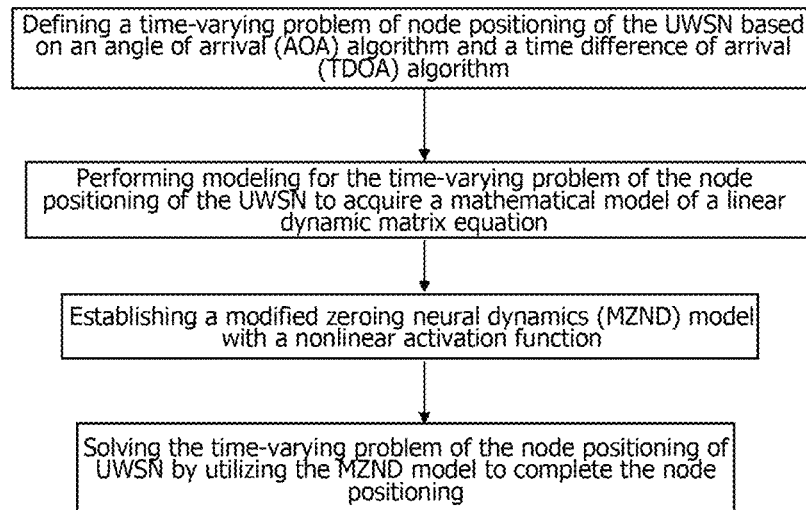 Defining a time-varying problem of node positioning of the UWSN based
on an angle of arrival (AOA) algorithm and a time difference of arrival
(TDOA) algorithm
Performing modeling for the time-varying problem of the node
positioning of the UWSN to acquire a mathematical model of a linear
dynamic matrix equation
Establishing a modified zeroing neural dynamics (MZND) model
with a nonlinear activation function
Solving the time-varying problem of the node positioning of
UWSN by utilizing the MZND model to complete the node
positioning